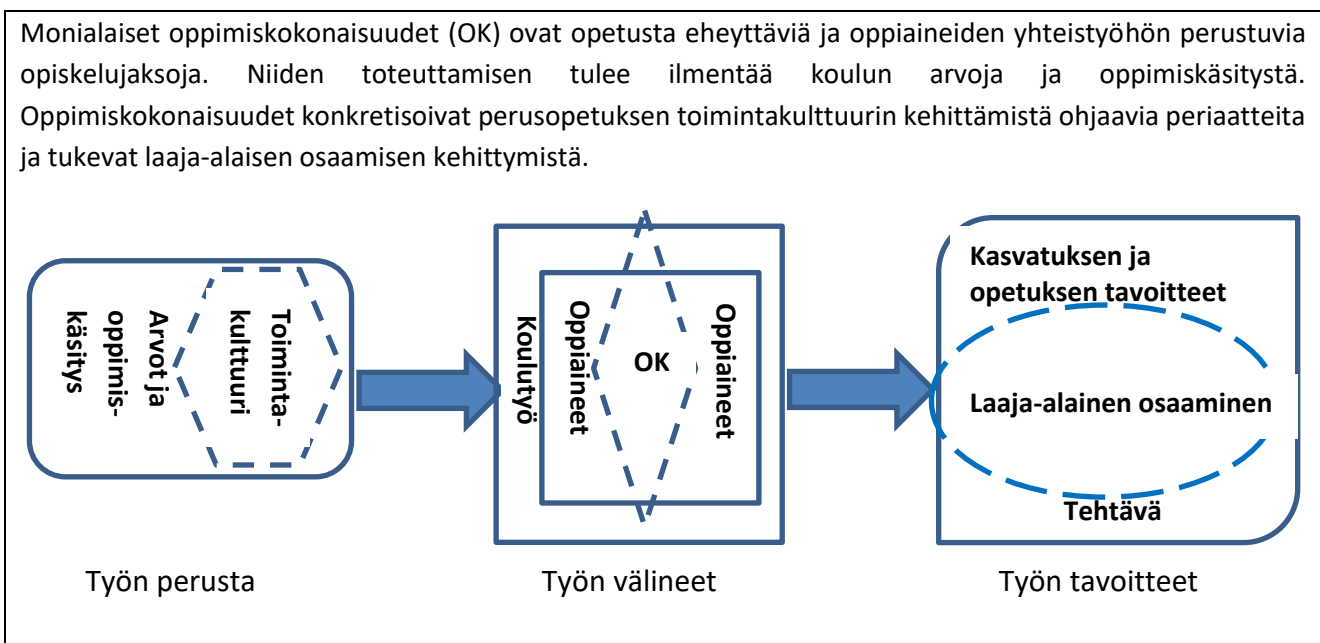 Monialaiset oppimiskokonaisuudet (OK) ovat opetusta eheyttäviä ja oppiaineiden yhteistyöhön perustuvia
opiskelujaksoja. Niiden toteuttamisen tulee ilmentää koulun arvoja ja oppimiskäsitystä.
Oppimiskokonaisuudet konkretisoivat perusopetuksen toimintakulttuurin kehittämistä ohjaavia periaatteita
ja tukevat laaja-alaisen osaamisen kehittymistä.
Arvot ja
oppimis-
käsitys
Toiminta-
kulttuuri
Koulutyö
Oppiaineet
OK
Oppiaineet
Kasvatuksen ja
opetuksen tavoitteet
Laaja-alainen osaaminen
Tehtävä
Työn perusta
Työn välineet
Työn tavoitteet